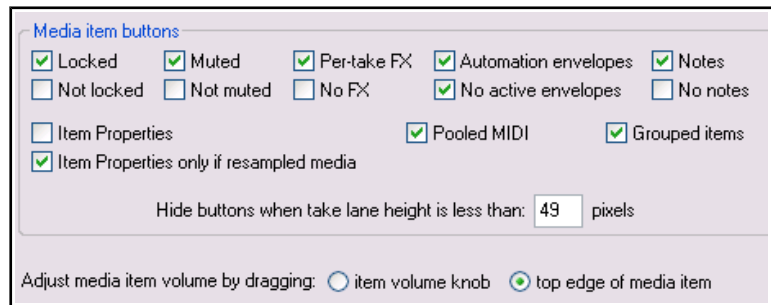 Media item buttons
Locked Muted Per-take FX Automation envelopes Notes
Not locked Not muted No FX No active envelopes No notes
Item Properties Pooled MIDI Grouped items
Item Properties only if resampled media
Hide buttons when take lane height is less than: 49 pixels
Adjust media item volume by dragging: item volume knob top edge of media item